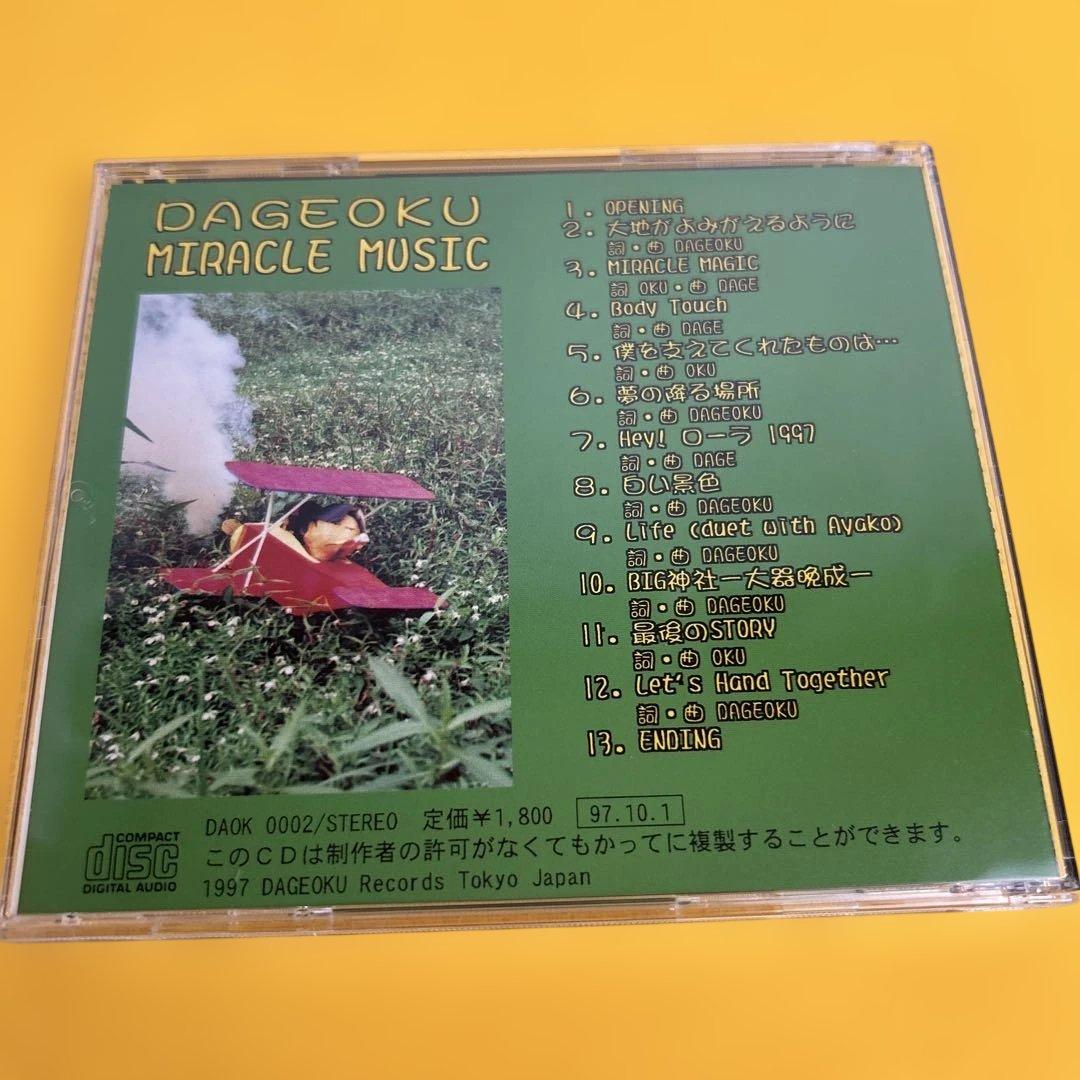 DAGEOKU
MIRACLE MUSIC
1. OPENING
2.大地がよみがえるように
詞・曲 DAGEOKU
3. MIRACLE MAGIC
詞 OKU・曲 DAGE
4. Body Touch
詞・曲 DAGE
5. 僕を支えてくれたものは…
詞・曲 OKU
6. 夢の降る場所
詞・曲 DAGEOKU
7. Hey! ローラ 1997
詞・曲 DAGE
8. 白い景色
詞・曲 DAGEOKU
9. Life (duet with Ayako)
詞・曲 DAGEOKU
10. BIG神社ー大器晩成ー
詞・曲 DAGEOKU
11. 最後のSTORY
詞・曲 OKU
12. Let's Hand Together
詞・曲 DAGEOKU
13. ENDING
COMPACT
disc
DIGITAL AUDIO
DAOK 0002/STEREO 定価¥1,800 97.10.1
このCDは制作者の許可がなくてもかってに複製することができます。
1997 DAGEOKU Records Tokyo Japan